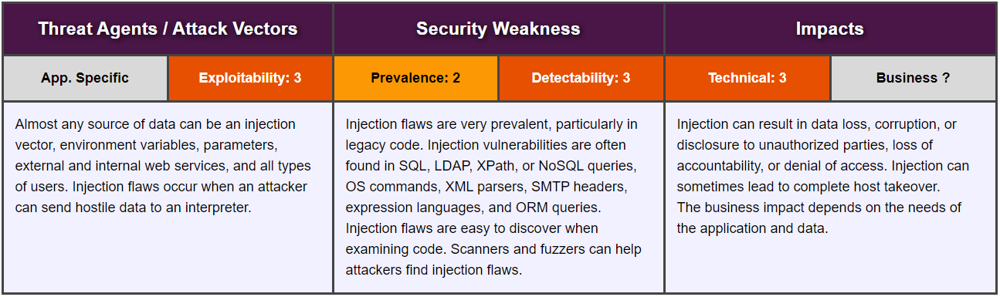 Threat Agents / Attack Vectors
Security Weakness
Impacts
App. Specific
Exploitability: 3
Prevalence: 2
Detectability: 3
Technical: 3
Business ?
Almost any source of data can be an injection
vector, environment variables, parameters,
external and internal web services, and all types
of users. Injection flaws occur when an attacker
can send hostile data to an interpreter.
Injection flaws are very prevalent, particularly in
legacy code. Injection vulnerabilities are often
found in SQL, LDAP, XPath, or NoSQL queries,
OS commands, XML parsers, SMTP headers,
expression languages, and ORM queries.
Injection flaws are easy to discover when
examining code. Scanners and fuzzers can help
attackers find injection flaws.
Injection can result in data loss, corruption, or
disclosure to unauthorized parties, loss of
accountability, or denial of access. Injection can
sometimes lead to complete host takeover.
The business impact depends on the needs of
the application and data.